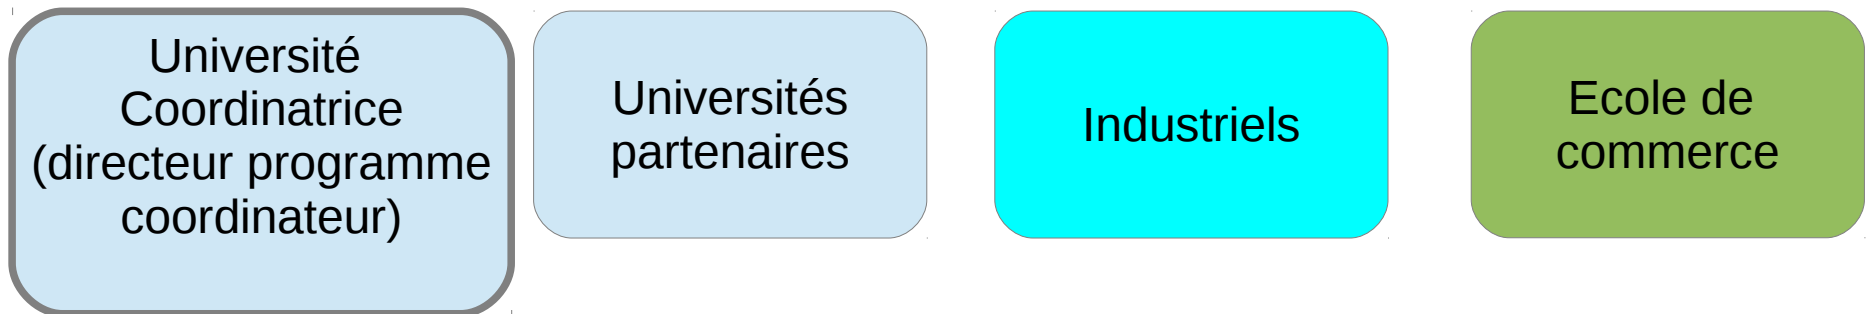 Université
Coordinatrice
(directeur programme
coordinateur)
Universités
partenaires
Industriels
Ecole de
commerce